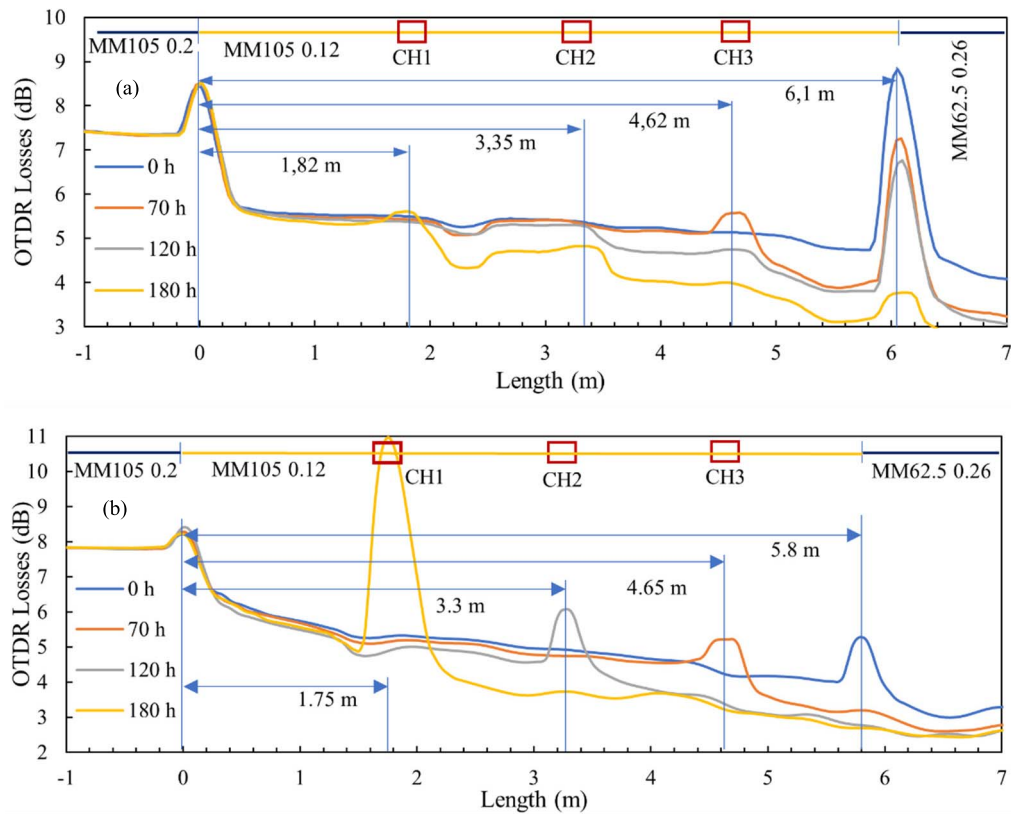 10
MM105 0.2
MM105 0.12
CH1
CH2
CH3
MM62.5 0.26
9
(a)
6,1 m
8
4,62 m
7
3,35 m
0 h
1,82 m
6
70 h
5
120 h
4
180 h
3
OTDR Losses (dB)
-1 0 1 2 3 4 5 6 7
Length (m)
11
10
MM105 0.2
MM105 0.12
CH1
CH2
CH3
MM62.5 0.26
9
(b)
8
5.8 m
7
4.65 m
0 h
3.3 m
6
70 h
5
120 h
4
180 h
1.75 m
3
2
OTDR Losses (dB)
-1 0 1 2 3 4 5 6 7
Length (m)